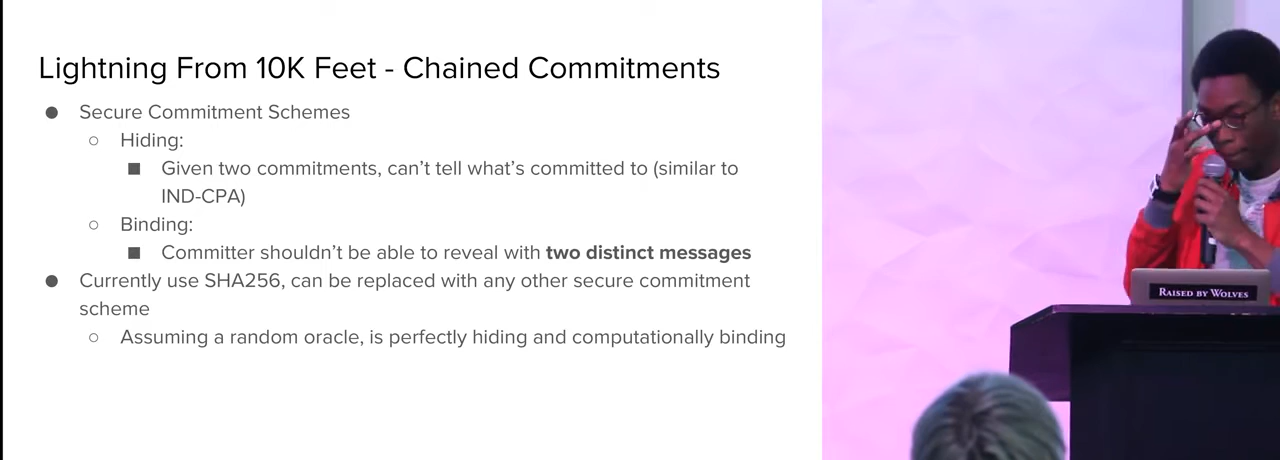 Lightning From 10K Feet - Chained Commitments
● Secure Commitment Schemes
○ Hiding:
■ Given two commitments, can’t tell what’s committed to (similar to
IND-CPA)
○ Binding:
■ Committer shouldn’t be able to reveal with two distinct messages
● Currently use SHA256, can be replaced with any other secure commitment
scheme
○ Assuming a random oracle, is perfectly hiding and computationally binding
RAISED BY WOLVES